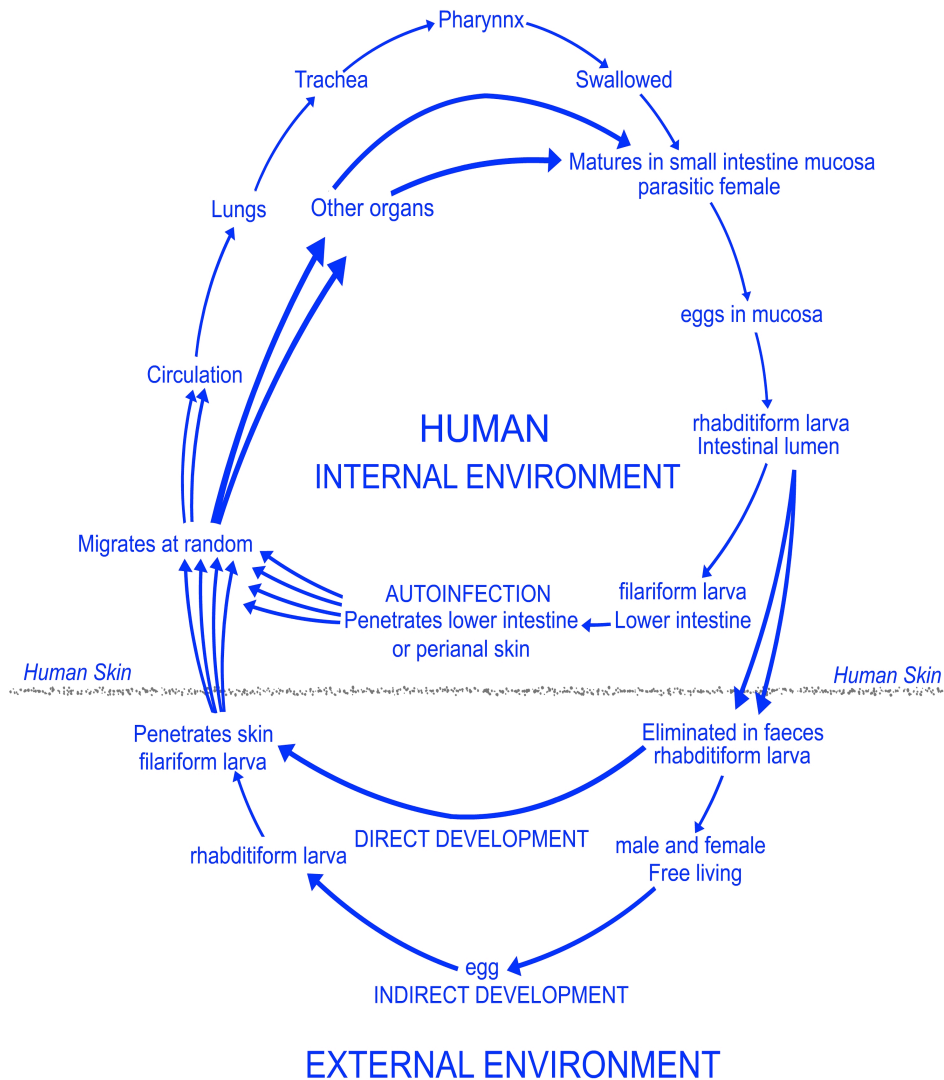 Pharynnx
Trachea
Swallowed
Matures in small intestine mucosa
parasitic female
Lungs
Other organs
eggs in mucosa
Circulation
rhabditiform larva
Intestinal lumen
HUMAN
INTERNAL ENVIRONMENT
Migrates at random
AUTOINFECTION
Penetrates lower intestine
or perianal skin
filariform larva
Lower intestine
Human Skin
Human Skin
Penetrates skin
filariform larva
Eliminated in faeces
rhabditiform larva
DIRECT DEVELOPMENT
male and female
Free living
rhabditiform larva
egg
INDIRECT DEVELOPMENT
EXTERNAL ENVIRONMENT